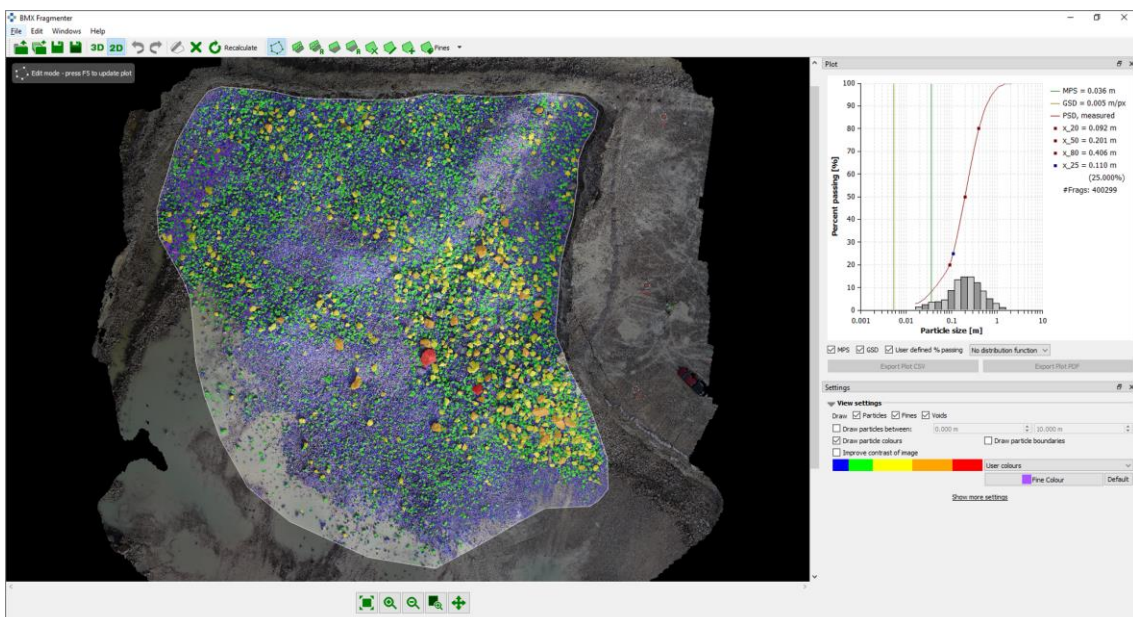 BMX Fragmenter
File Edit Windows Help
3D 2D Recalculate Fines
Edit mode - press F5 to update plot
Plot
100
90
80
70
60
50
40
30
20
10
0
Percent passing [%]
0.001 0.01 0.1 1 10
Particle size [m]
MPS = 0.036 m
GSD = 0.005 m/px
PSD, measured
x_20 = 0.092 m
x_50 = 0.201 m
x_80 = 0.406 m
x_25 = 0.110 m
(25.000%)
#Frags: 400299
MPS GSD User defined % passing No distribution function
Export Plot CSV Export Plot PDF
Settings
View settings
Draw Particles Fines Voids
Draw particles between: 0.000 m 10.000 m
Draw particle colours Draw particle boundaries
Improve contrast of image
User colours
Fine Colour Default
Show more settings